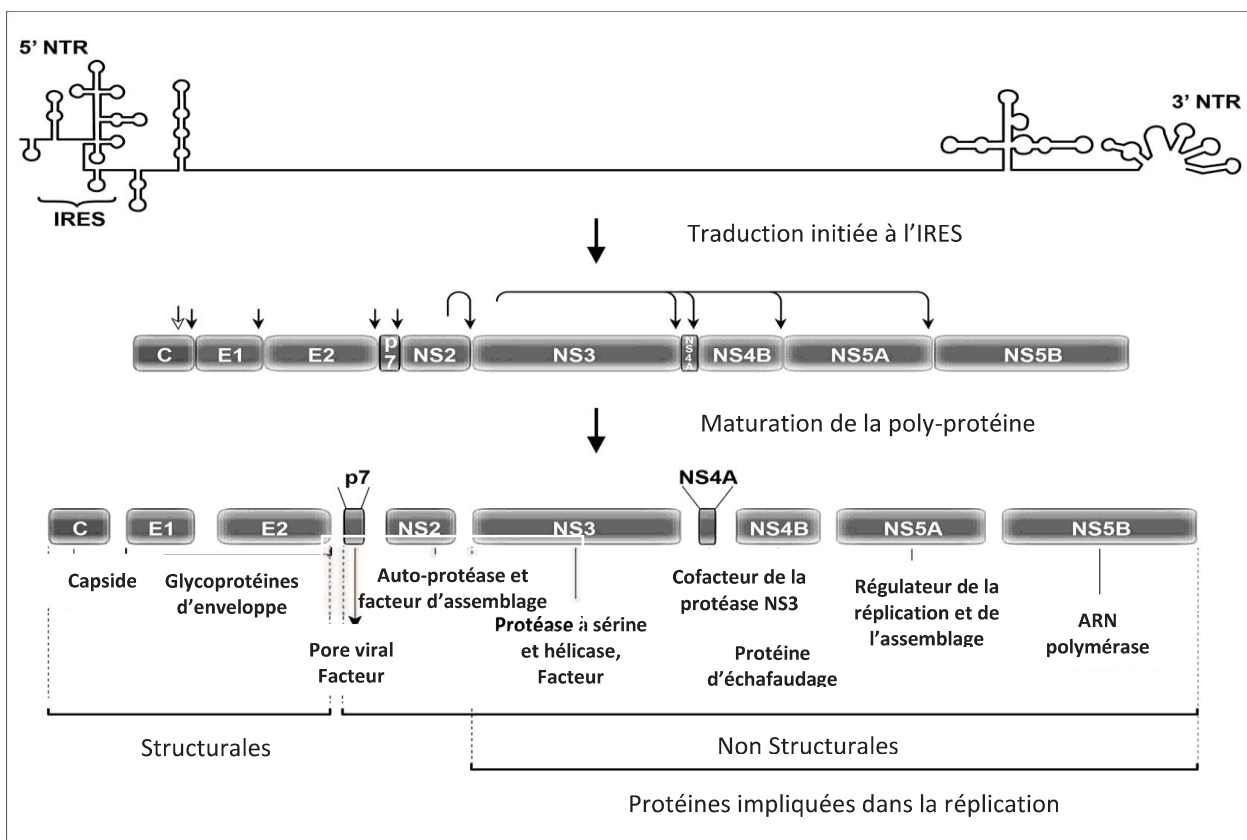 5' NTR
3' NTR
IRES
Traduction initiée à l'IRES
C E1 E2 p7 NS2 NS3 NS4A NS4B NS5A NS5B
Maturation de la poly-protéine
p7 NS4A
C E1 E2 NS2 NS3 NS4B NS5A NS5B
Capside
Glycoprotéines
d'enveloppe
Auto-protéase et
facteur d'assemblage
Pore viral
Facteur
Protéase à sérine
et hélicase,
Facteur
Cofacteur de la
protéase NS3
Protéine
d'échafaudage
Régulateur de la
réplication et de
l'assemblage
ARN
polymérase
Structurales
Non Structurales
Protéines impliquées dans la réplication